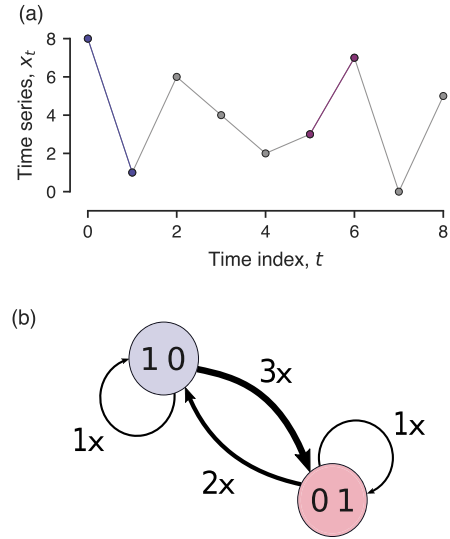 (a)
Time series, xₜ
8
6
4
2
0
0 2 4 6 8
Time index, t
(b)
1 0
3x
1x
1x
2x
0 1